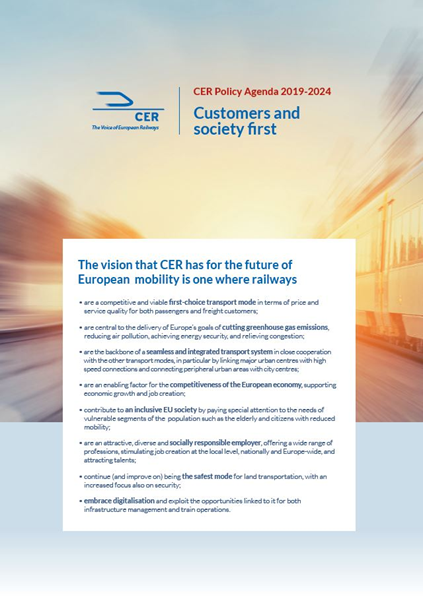 CER
The Voice of European Railways
CER Policy Agenda 2019-2024
Customers and
society first
The vision that CER has for the future of
European mobility is one where railways
• are a competitive and viable first-choice transport mode in terms of price and
service quality for both passengers and freight customers;
• are central to the delivery of Europe's goals of cutting greenhouse gas emissions,
reducing air pollution, achieving energy security, and relieving congestion;
• are the backbone of a seamless and integrated transport system in close cooperation
with the other transport modes, in particular by linking major urban centres with high
speed connections and connecting peripheral urban areas with city centres;
• are an enabling factor for the competitiveness of the European economy, supporting
economic growth and job creation;
• contribute to an inclusive EU society by paying special attention to the needs of
vulnerable segments of the population such as the elderly and citizens with reduced
mobility;
• are an attractive, diverse and socially responsible employer, offering a wide range of
professions, stimulating job creation at the local level, nationally and Europe-wide, and
attracting talents;
• continue (and improve on) being the safest mode for land transportation, with an
increased focus also on security;
• embrace digitalisation and exploit the opportunities linked to it for both
infrastructure management and train operations.